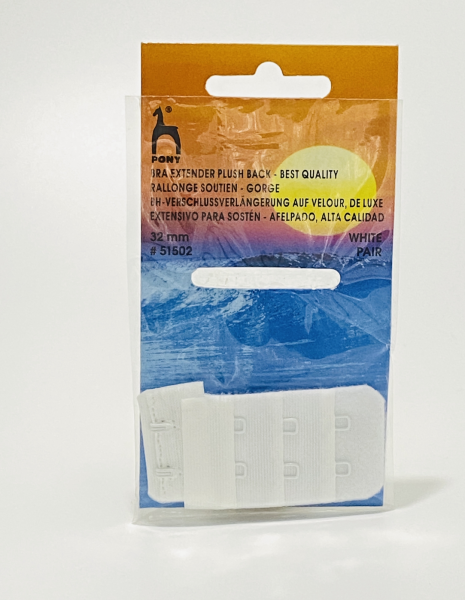 ®
PONY
BRA EXTENDER PLUSH BACK - BEST QUALITY
RALLONGE SOUTIEN - GORGE
BH-VERSCHLUSSVERLÄNGERUNG AUF VELOUR, DE LUXE
EXTENSIVO PARA SOSTÉN - AFELPADO, ALTA CALIDAD
32 mm WHITE
# 51502 PAIR